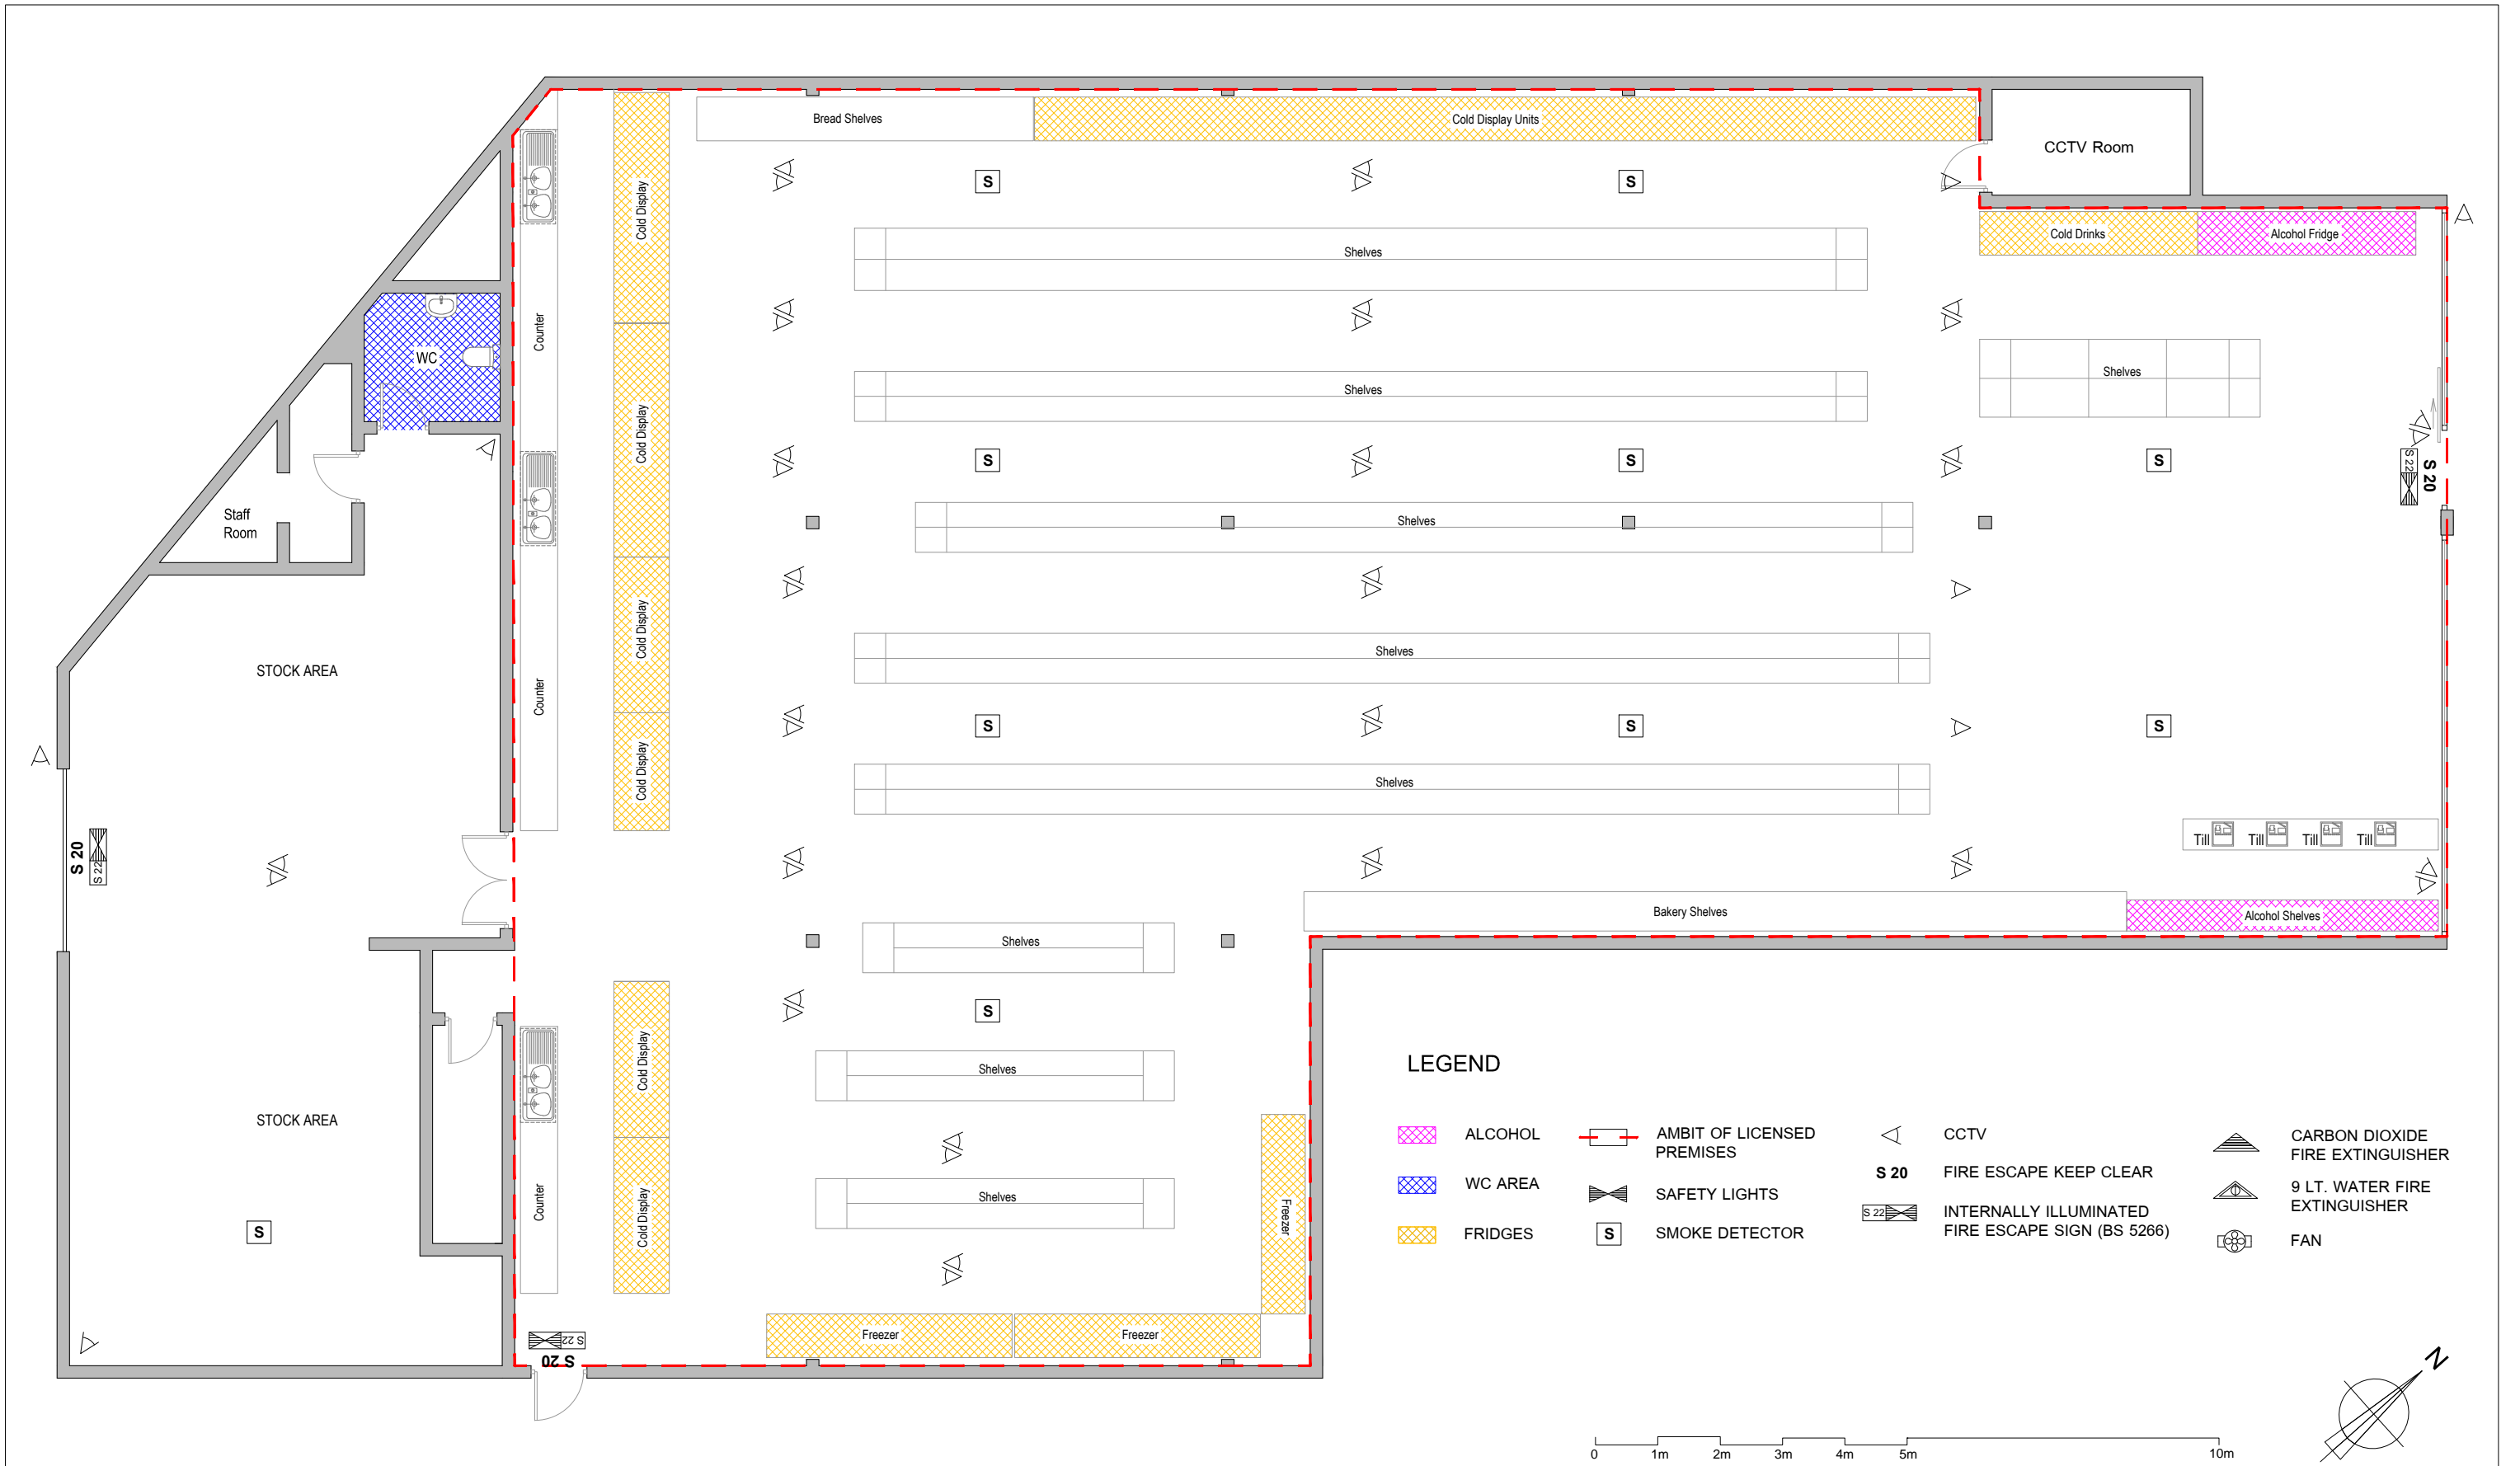 Bread Shelves
Cold Display Units
CCTV Room
S
S
Cold Display
Cold Drinks
Alcohol Fridge
Shelves
Counter
WC
Shelves
Shelves
Cold Display
S
S
S
S 22
S 20
Staff
Room
Shelves
Cold Display
Shelves
STOCK AREA
Counter
S
S
S
Cold Display
Shelves
Till
Till
Till
Till
S 20
S 22
Bakery Shelves
Alcohol Shelves
Shelves
S
Cold Display
Shelves
STOCK AREA
Counter
Cold Display
Shelves
Freezer
S
Freezer
Freezer
S 22
S 20
LEGEND
ALCOHOL
WC AREA
FRIDGES
AMBIT OF LICENSED
PREMISES
SAFETY LIGHTS
S
SMOKE DETECTOR
CCTV
S 20
FIRE ESCAPE KEEP CLEAR
S 22
INTERNALLY ILLUMINATED
FIRE ESCAPE SIGN (BS 5266)
CARBON DIOXIDE
FIRE EXTINGUISHER
9 LT. WATER FIRE
EXTINGUISHER
FAN
N
0
1m
2m
3m
4m
5m
10m